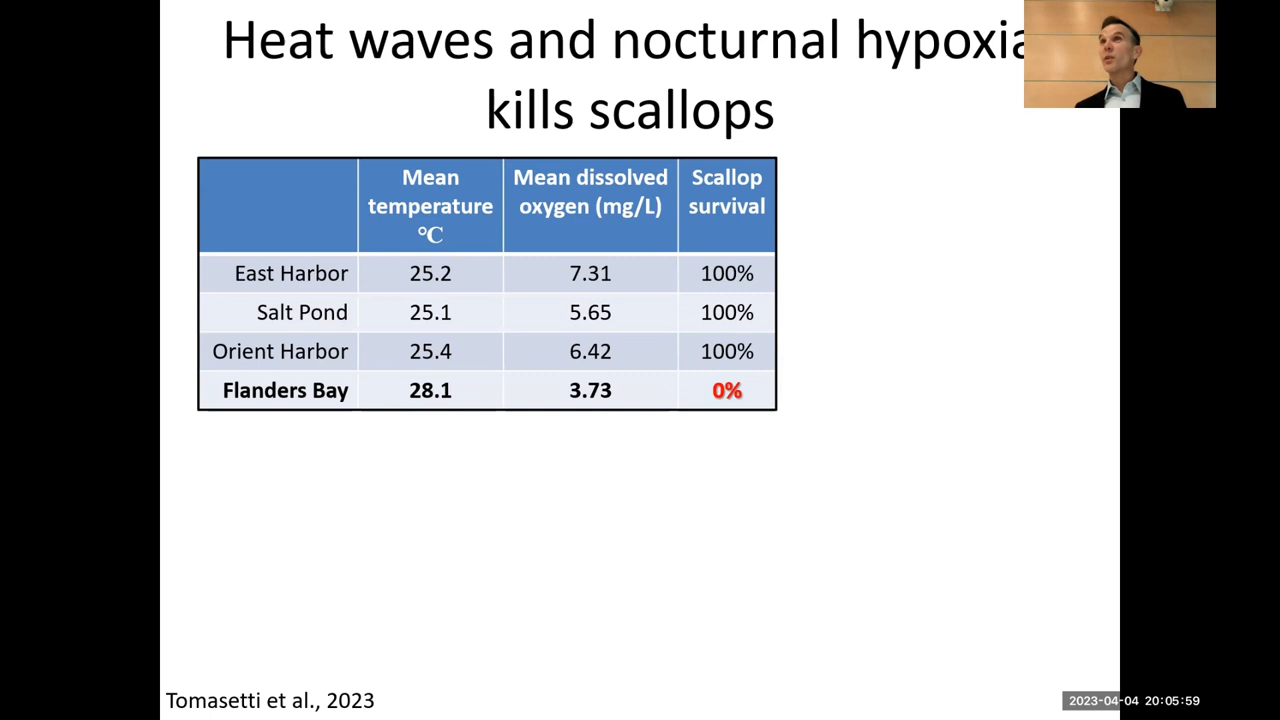 Heat waves and nocturnal hypoxia
kills scallops
Mean temperature ℃ Mean dissolved oxygen (mg/L) Scallop survival
East Harbor 25.2 7.31 100%
Salt Pond 25.1 5.65 100%
Orient Harbor 25.4 6.42 100%
Flanders Bay 28.1 3.73 0%
Tomasetti et al., 2023
2023-04-04 20:05:59